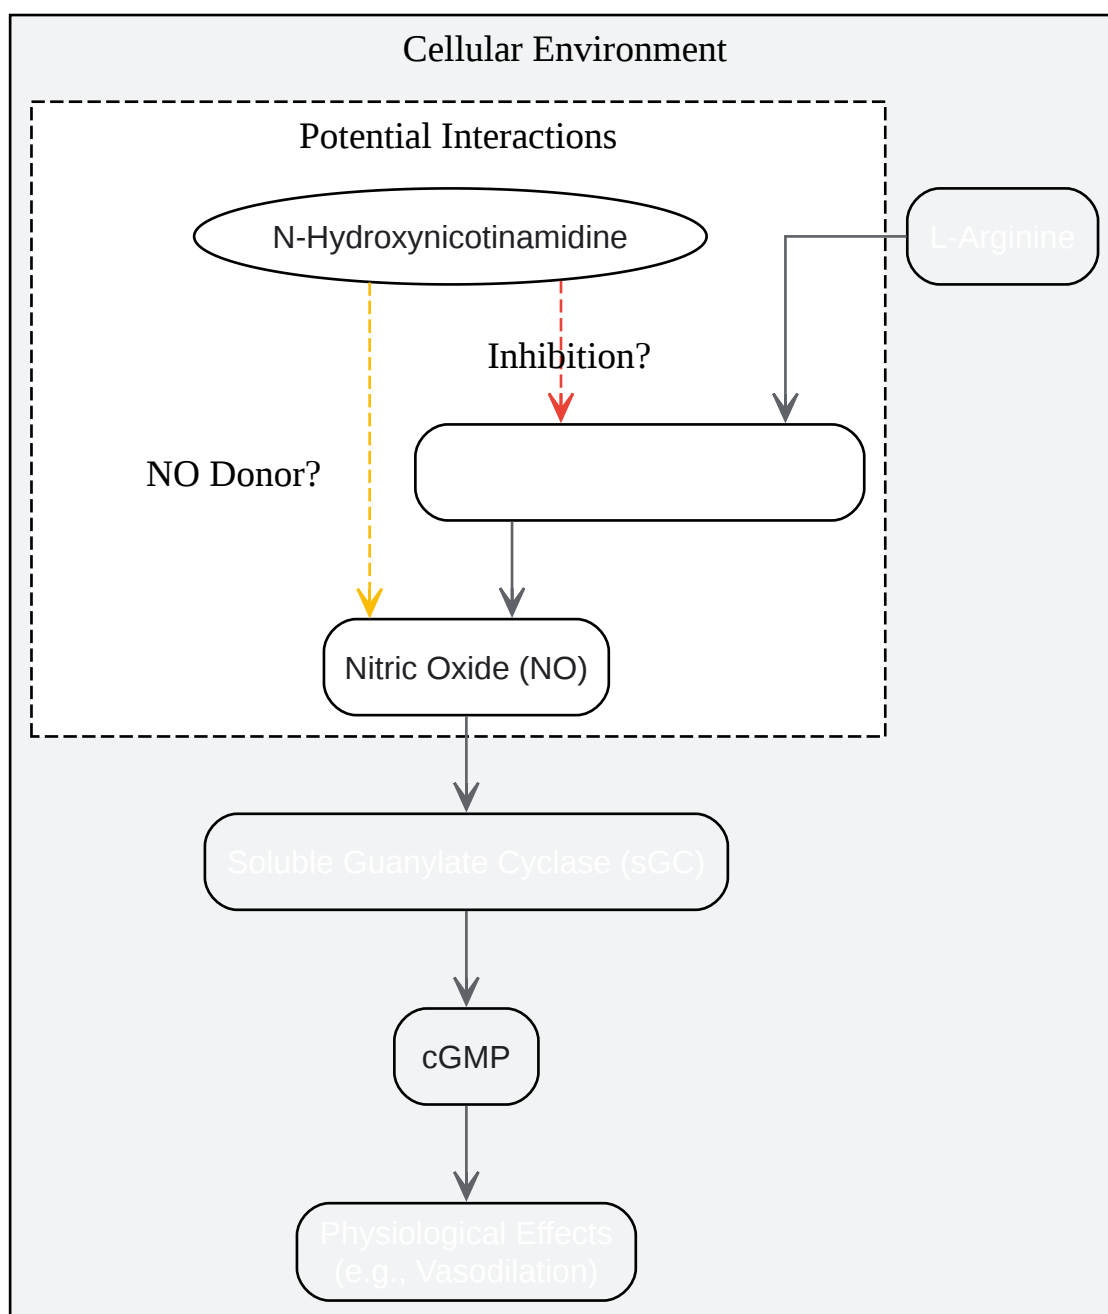 Cellular Environment
Potential Interactions
N-Hydroxynicotinamidine
L-Arginine
Inhibition?
NO Donor?
Nitric Oxide (NO)
Soluble Guanylate Cyclase (sGC)
cGMP
Physiological Effects
(e.g., Vasodilation)